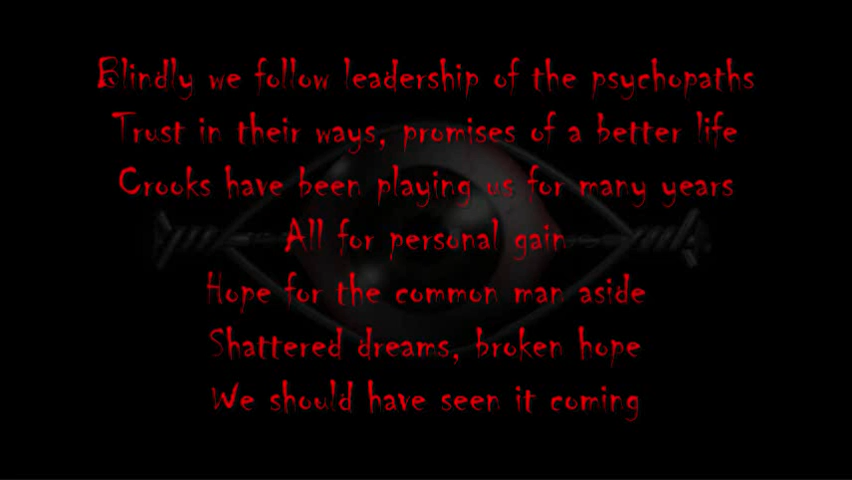 Blindly we follow leadership of the psychopaths
Trust in their ways, promises of a better life
Crooks have been playing us for many years
All for personal gain
Hope for the common man aside
Shattered dreams, broken hope
We should have seen it coming